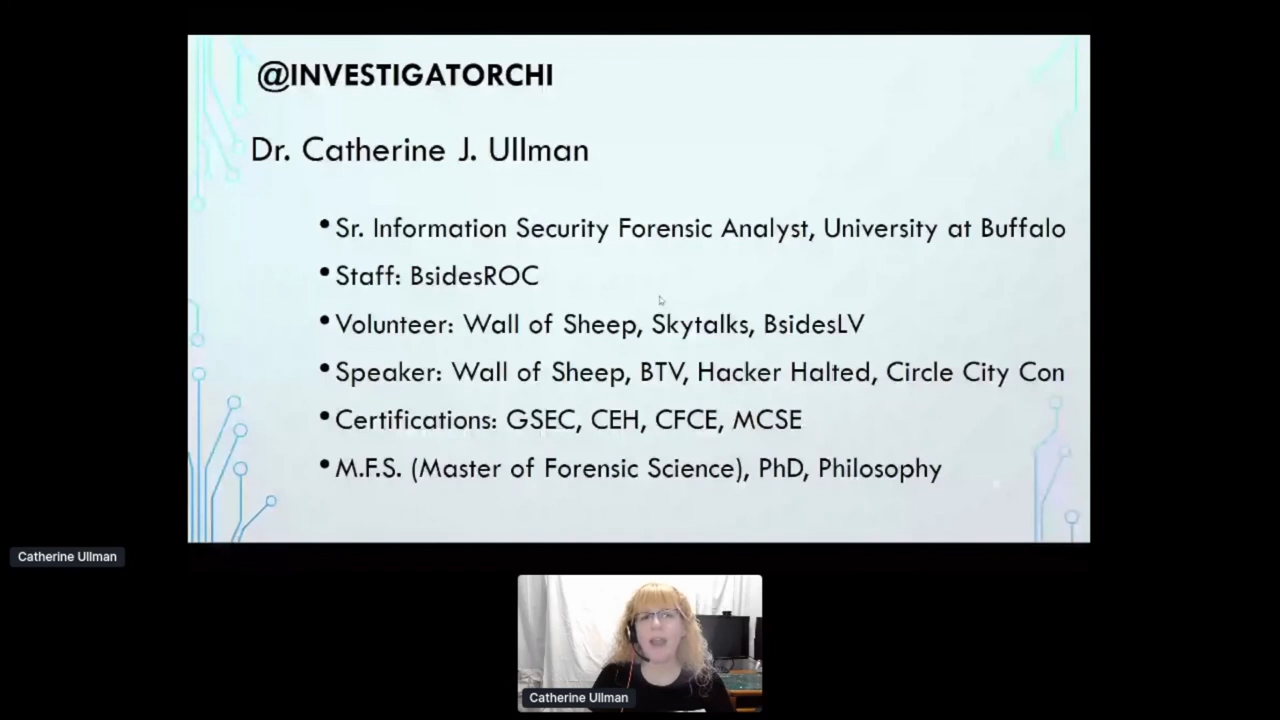 @INVESTIGATORCHI
Dr. Catherine J. Ullman
•Sr. Information Security Forensic Analyst, University at Buffalo
•Staff: BsidesROC
•Volunteer: Wall of Sheep, Skytalks, BsidesLV
•Speaker: Wall of Sheep, BTV, Hacker Halted, Circle City Con
•Certifications: GSEC, CEH, CFCE, MCSE
•M.F.S. (Master of Forensic Science), PhD, Philosophy
Catherine Ullman
Catherine Ullman